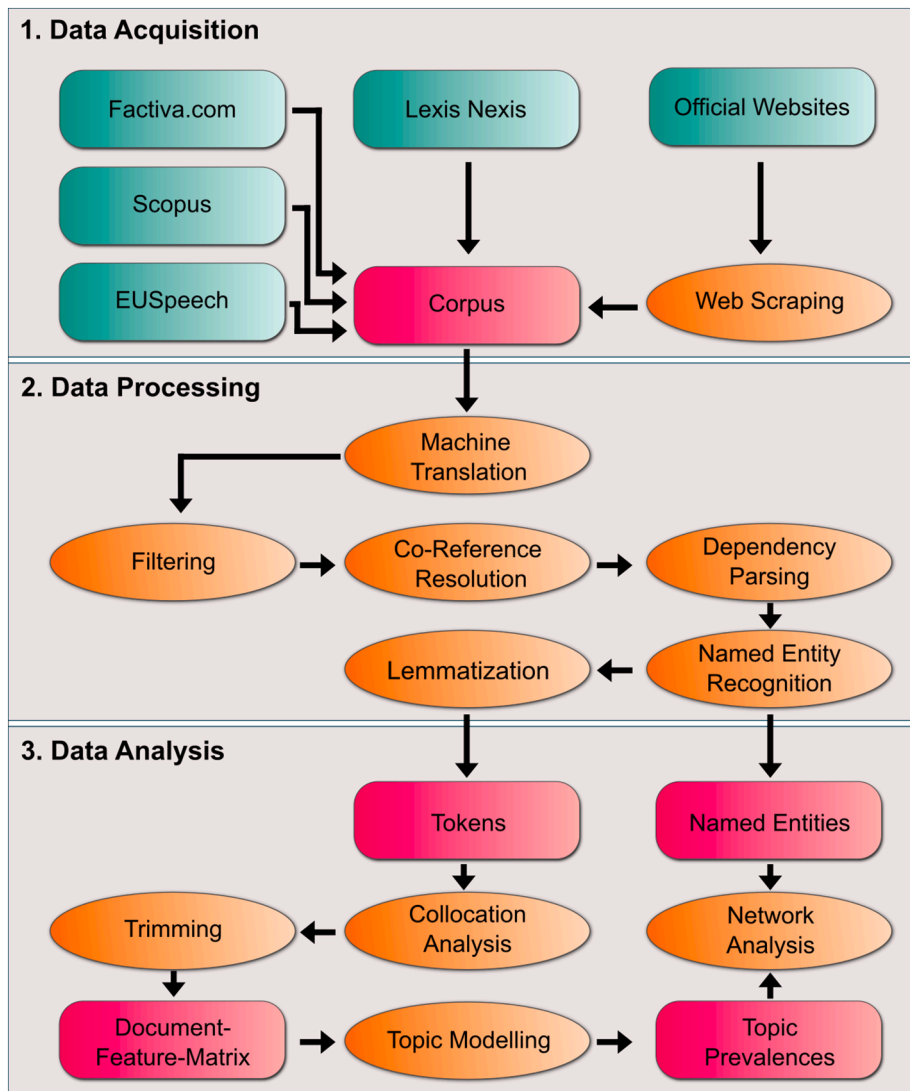 1. Data Acquisition
Factiva.com
Lexis Nexis
Official Websites
Scopus
EUSpeech
Corpus
Web Scraping
2. Data Processing
Machine
Translation
Filtering
Co-Reference
Resolution
Dependency
Parsing
Lemmatization
Named Entity
Recognition
3. Data Analysis
Tokens
Named Entities
Trimming
Collocation
Analysis
Network
Analysis
Document-
Feature-Matrix
Topic Modelling
Topic
Prevalences